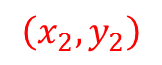 (x₂, y₂)